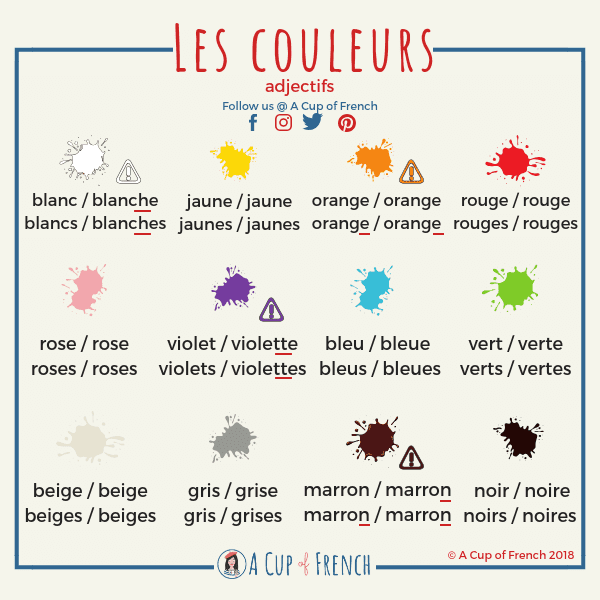 LES COULEURS
adjectifs
Follow us @ A Cup of French
blanc / blanche
blancs / blanches
jaune / jaune
jaunes / jaunes
orange / orange
orange / orange
rouge / rouge
rouges / rouges
rose / rose
roses / roses
violet / violette
violets / violettes
bleu / bleue
bleus / bleues
vert / verte
verts / vertes
beige / beige
beiges / beiges
gris / grise
gris / grises
marron / marron
marron / marron
noir / noire
noirs / noires
© A Cup of French 2018
A CUP of FRENCH